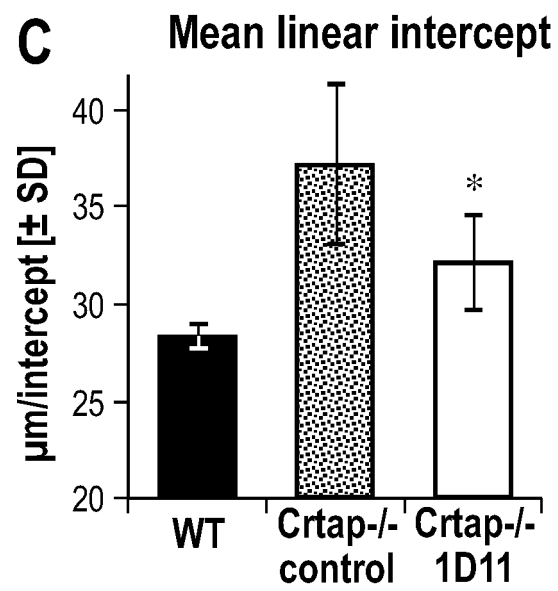 C Mean linear intercept
µm/intercept [± SD]
40
35
30
25
20
*
WT
Crtap-/-
control
Crtap-/-
1D11